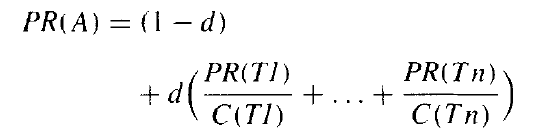 PR(A) = (1 − d)
+ d( PR(T1)/C(T1) + ... + PR(Tn)/C(Tn) )